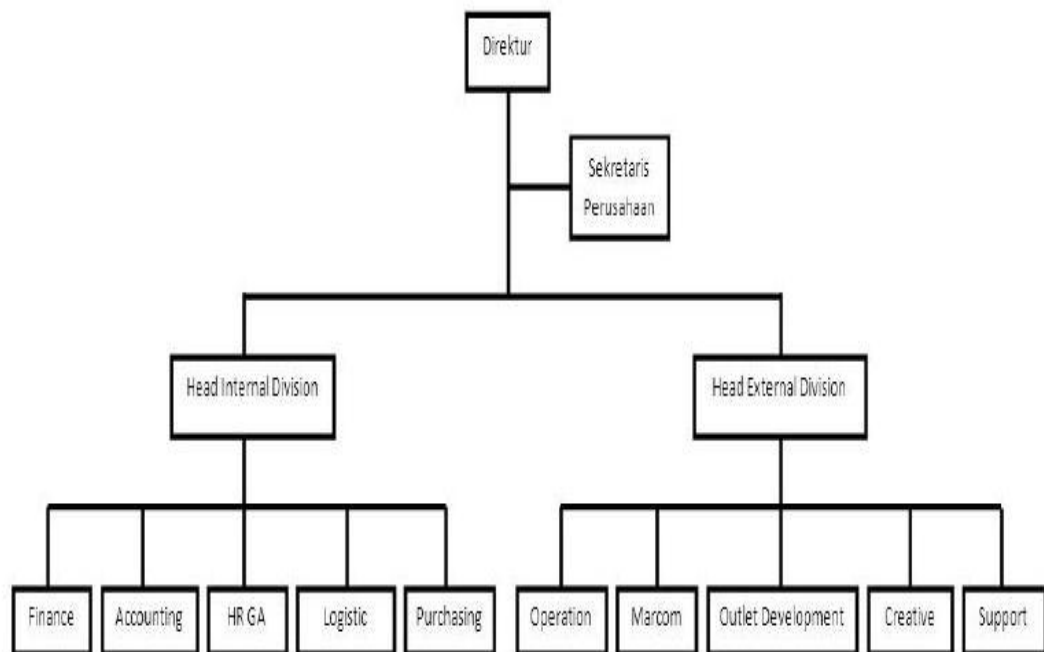 Direktur
Sekretaris
Perusahaan
Head Internal Division
Head External Division
Finance
Accounting
HR GA
Logistic
Purchasing
Operation
Marcom
Outlet Development
Creative
Support